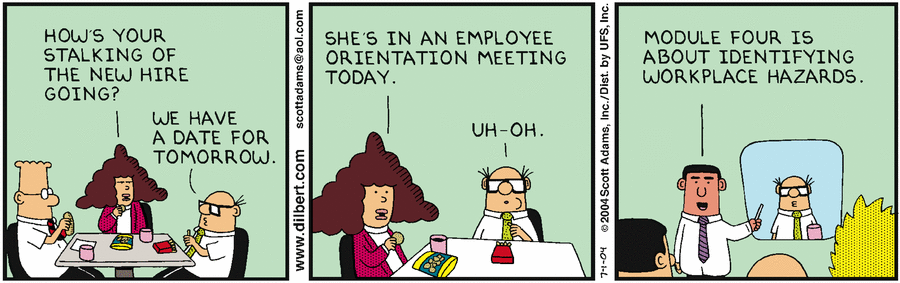 HOW'S YOUR
STALKING OF
THE NEW HIRE
GOING?
WE HAVE
A DATE FOR
TOMORROW.
www.dilbert.com
scottadams@aol.com
SHE'S IN AN EMPLOYEE
ORIENTATION MEETING
TODAY.
UH-OH.
7-1-04 ©2004 Scott Adams, Inc./Dist. by UFS, Inc.
MODULE FOUR IS
ABOUT IDENTIFYING
WORKPLACE HAZARDS.